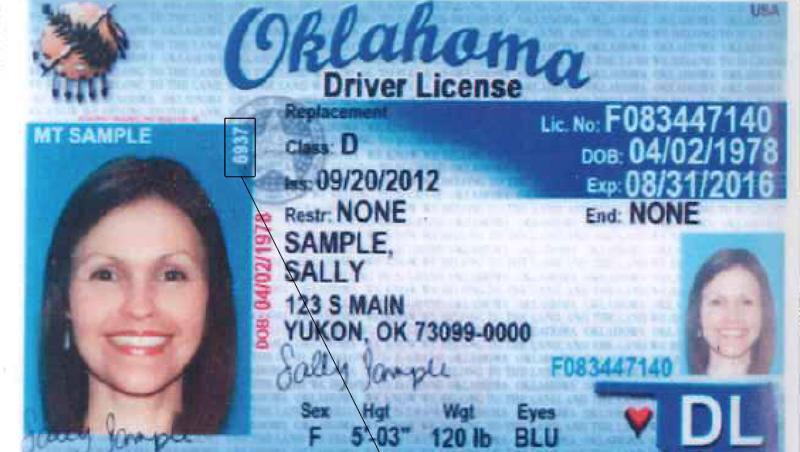 USA
Oklahoma
Driver License
MT SAMPLE
8937
Replacement
Class: D
Iss: 09/20/2012
Restr: NONE
Lic. No: F083447140
DOB: 04/02/1978
Exp: 08/31/2016
End: NONE
DOB: 04/02/1978
SAMPLE,
SALLY
123 S MAIN
YUKON, OK 73099-0000
Sally Sample
F083447140
Sex Hgt Wgt Eyes
F 5'-03" 120 lb BLU
DL
Sally Sample